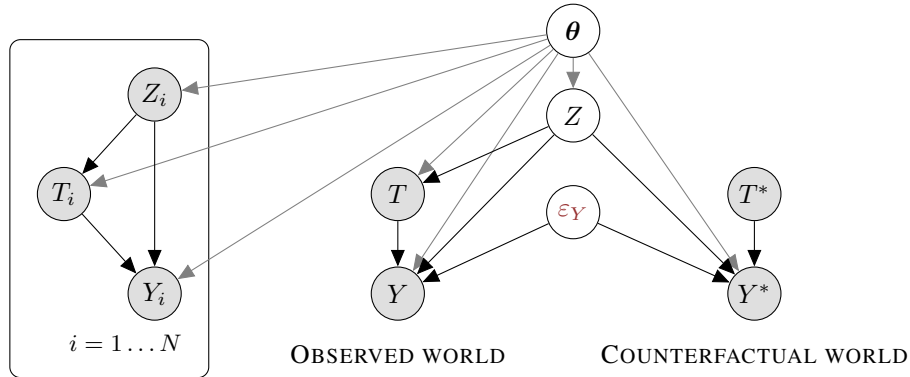 θ
Z_i
Z
T_i
T
ε_Y
T*
Y_i
Y
Y*
i = 1 … N
OBSERVED WORLD
COUNTERFACTUAL WORLD